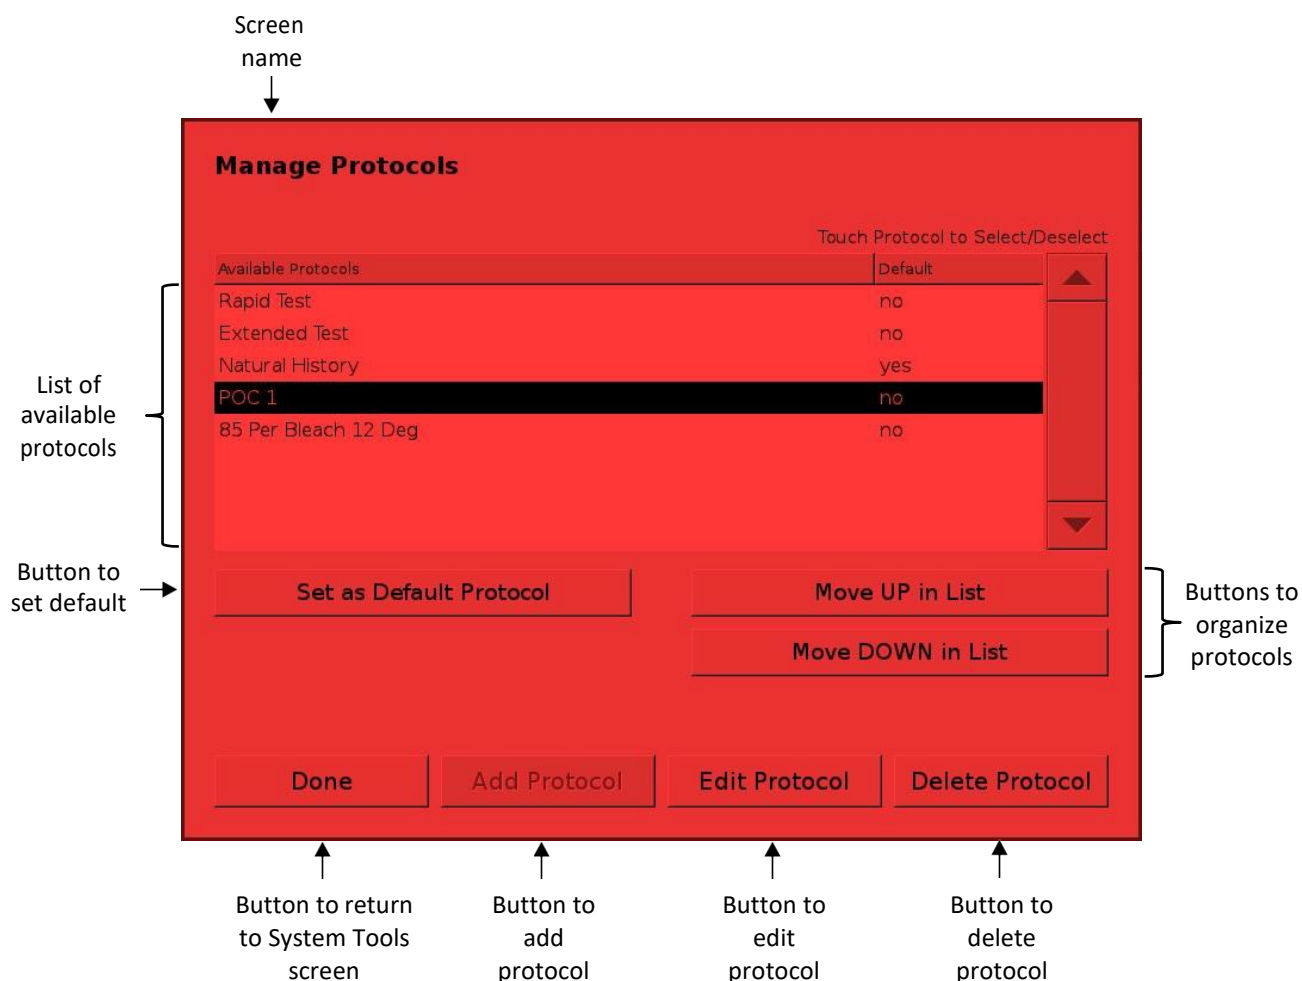 Screen
name
Manage Protocols
Touch Protocol to Select/Deselect
Available Protocols Default
Rapid Test no
Extended Test no
Natural History yes
POC 1 no
85 Per Bleach 12 Deg no
List of
available
protocols
Button to
set default
Set as Default Protocol Move UP in List
Move DOWN in List
Buttons to
organize
protocols
Done Add Protocol Edit Protocol Delete Protocol
Button to return
to System Tools
screen
Button to
add
protocol
Button to
edit
protocol
Button to
delete
protocol